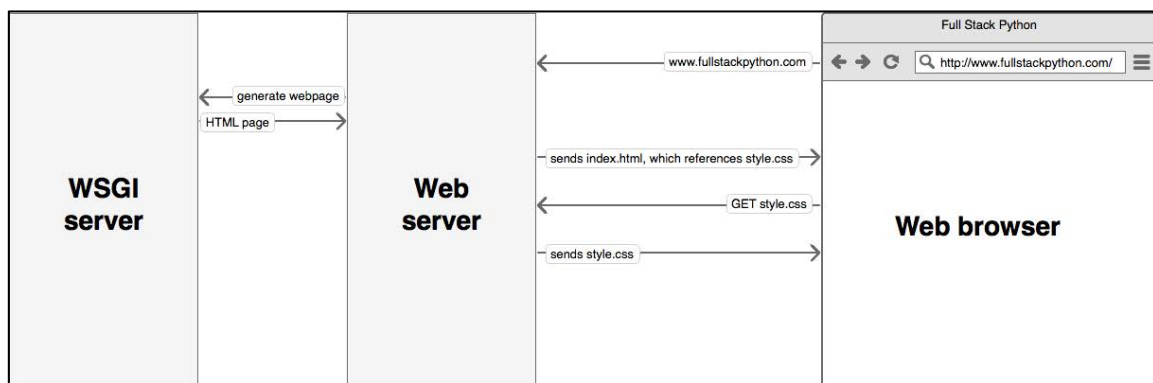 Full Stack Python
http://www.fullstackpython.com/
www.fullstackpython.com
generate webpage
HTML page
sends index.html, which references style.css
GET style.css
sends style.css
WSGI
server
Web
server
Web browser